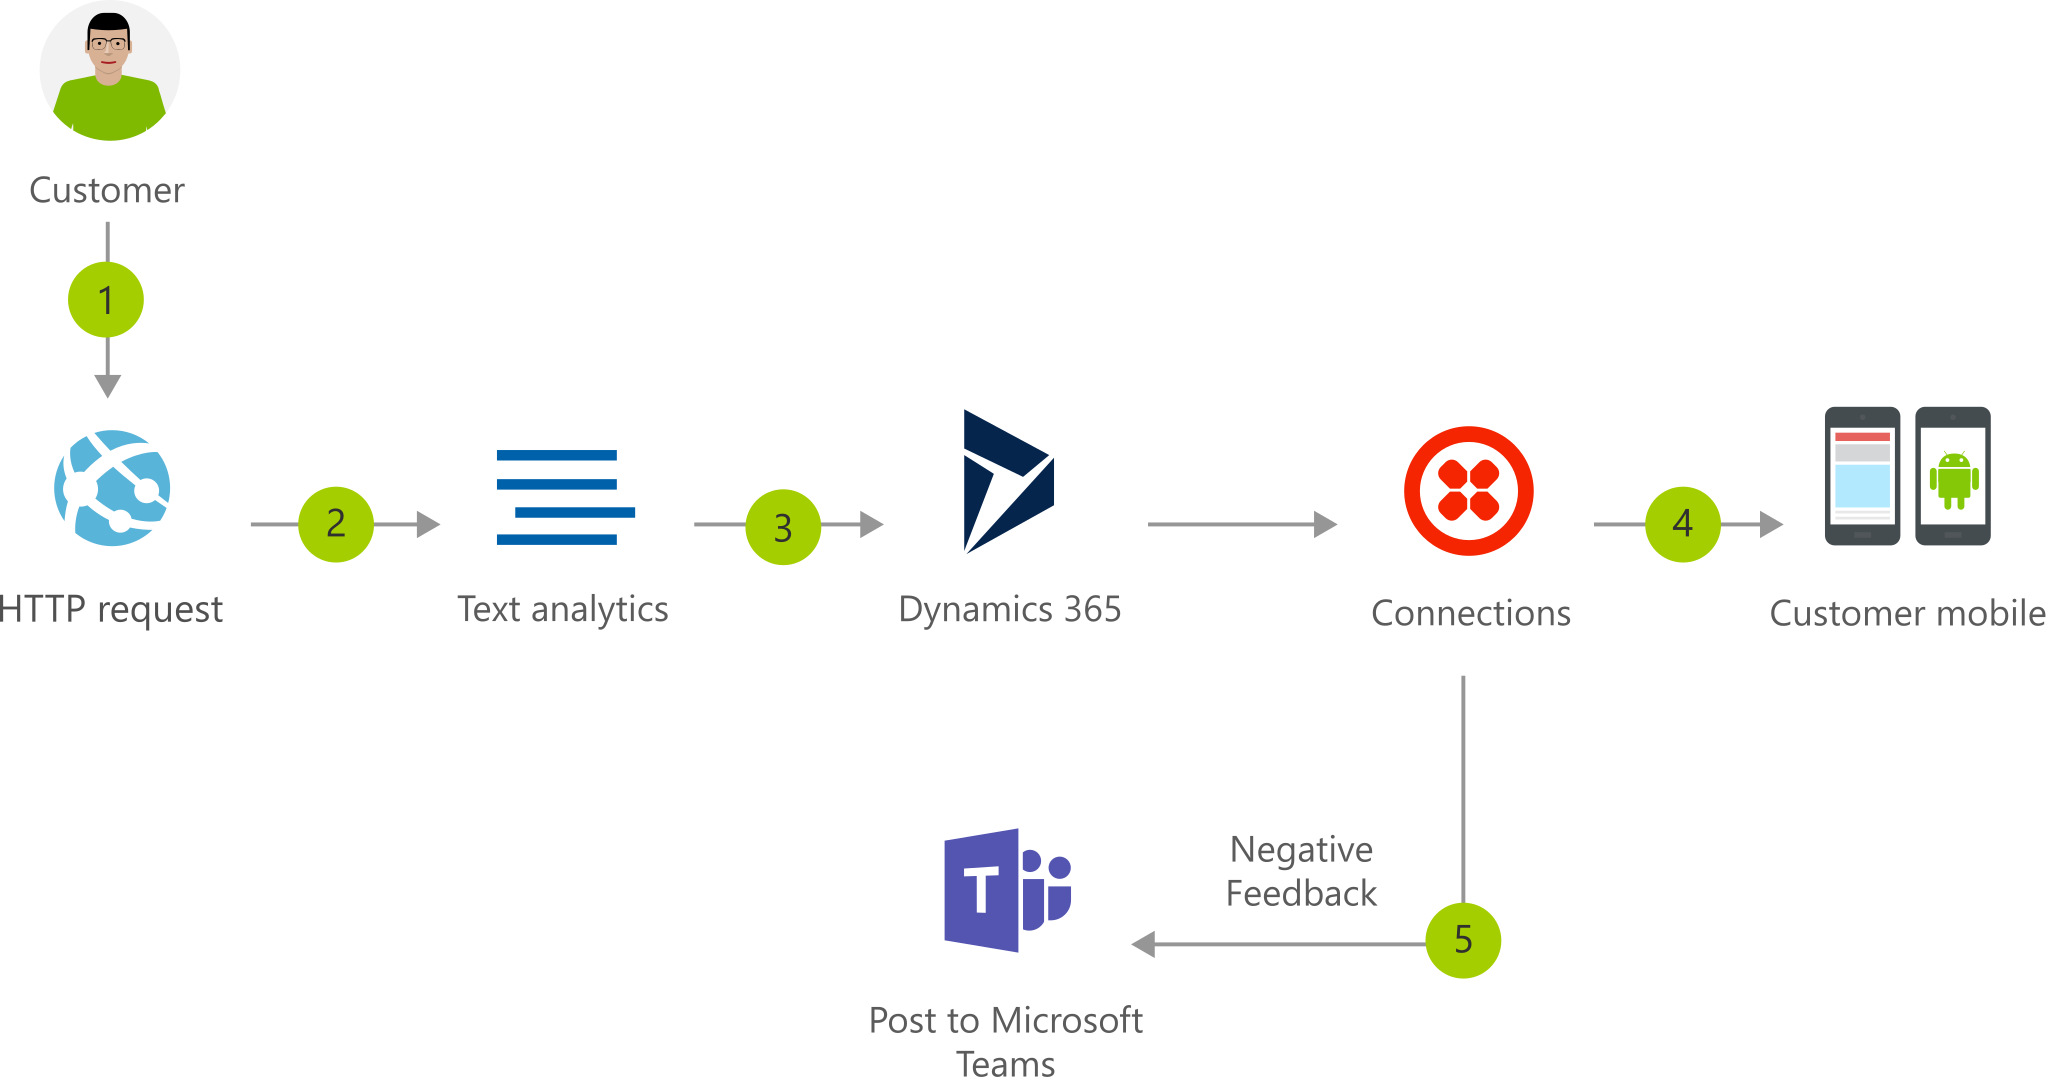 Customer
1
HTTP request
2
Text analytics
3
Dynamics 365
Connections
4
Customer mobile
Negative
Feedback
5
T
Post to Microsoft
Teams